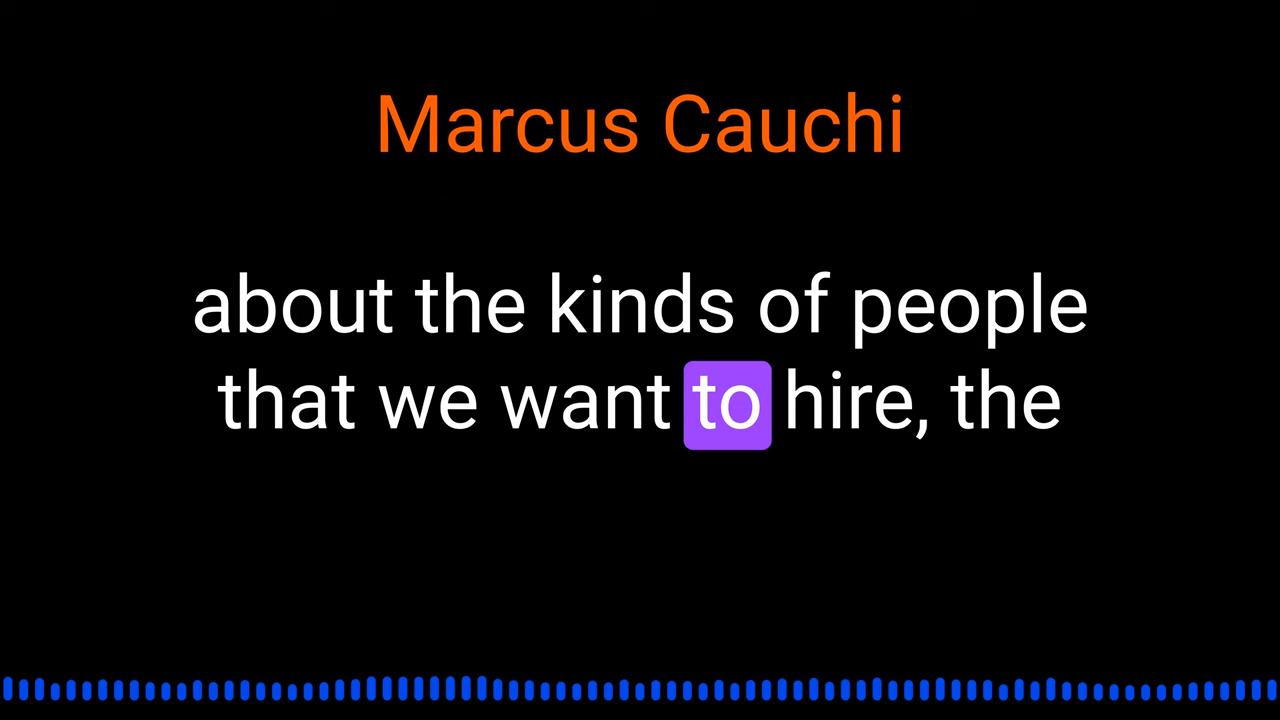 Marcus Cauchi
about the kinds of people
that we want to hire, the